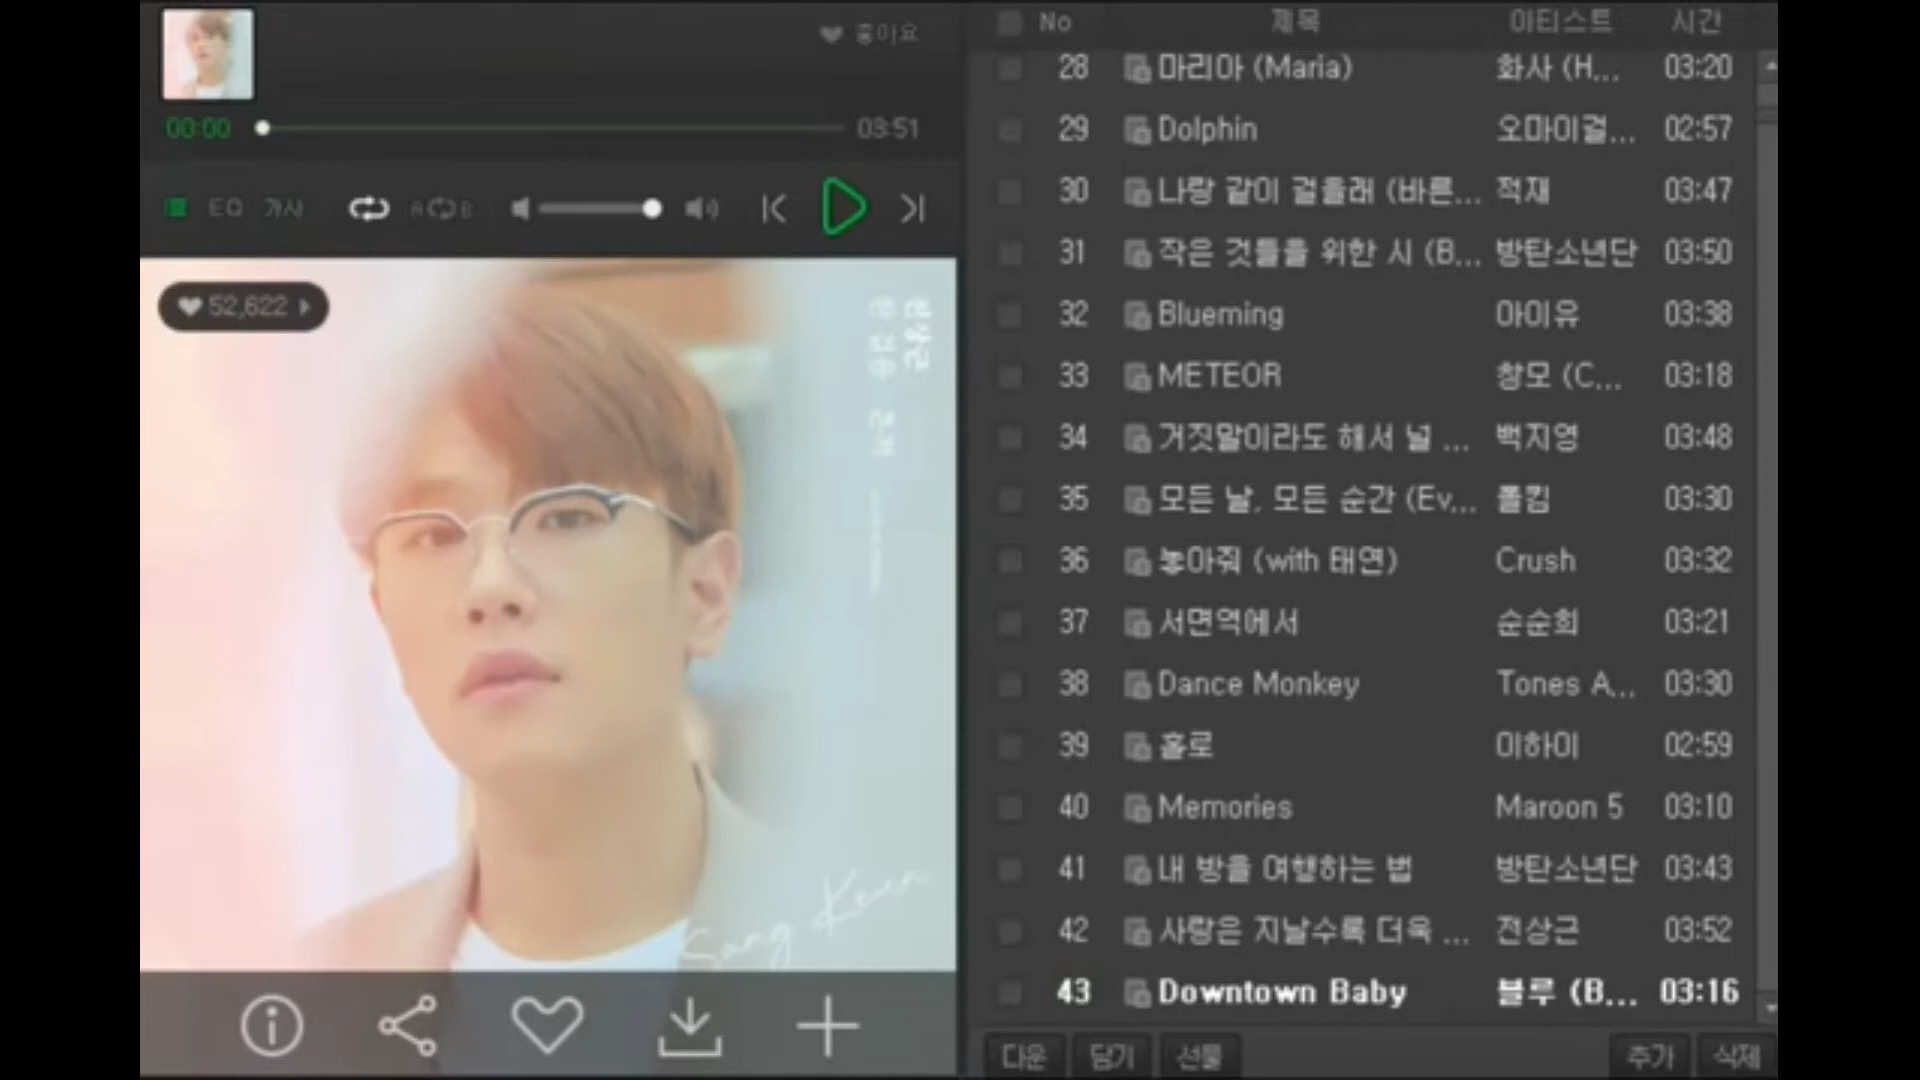 좋아요
00:00 03:51
EQ 가사 A B
52,622
Sang Keun
No 제목 아티스트 시간
28 마리아 (Maria) 화사 (H... 03:20
29 Dolphin 오마이걸... 02:57
30 나랑 같이 걸을래 (바른... 적재 03:47
31 작은 것들을 위한 시 (B... 방탄소년단 03:50
32 Blueming 아이유 03:38
33 METEOR 창모 (C... 03:18
34 거짓말이라도 해서 널 ... 백지영 03:48
35 모든 날, 모든 순간 (Ev... 폴킴 03:30
36 놓아줘 (with 태연) Crush 03:32
37 서면역에서 순순희 03:21
38 Dance Monkey Tones A... 03:30
39 홀로 이하이 02:59
40 Memories Maroon 5 03:10
41 내 방을 여행하는 법 방탄소년단 03:43
42 사랑은 지날수록 더욱 ... 전상근 03:52
43 Downtown Baby 블루 (B... 03:16
다운 담기 선물 추가 삭제